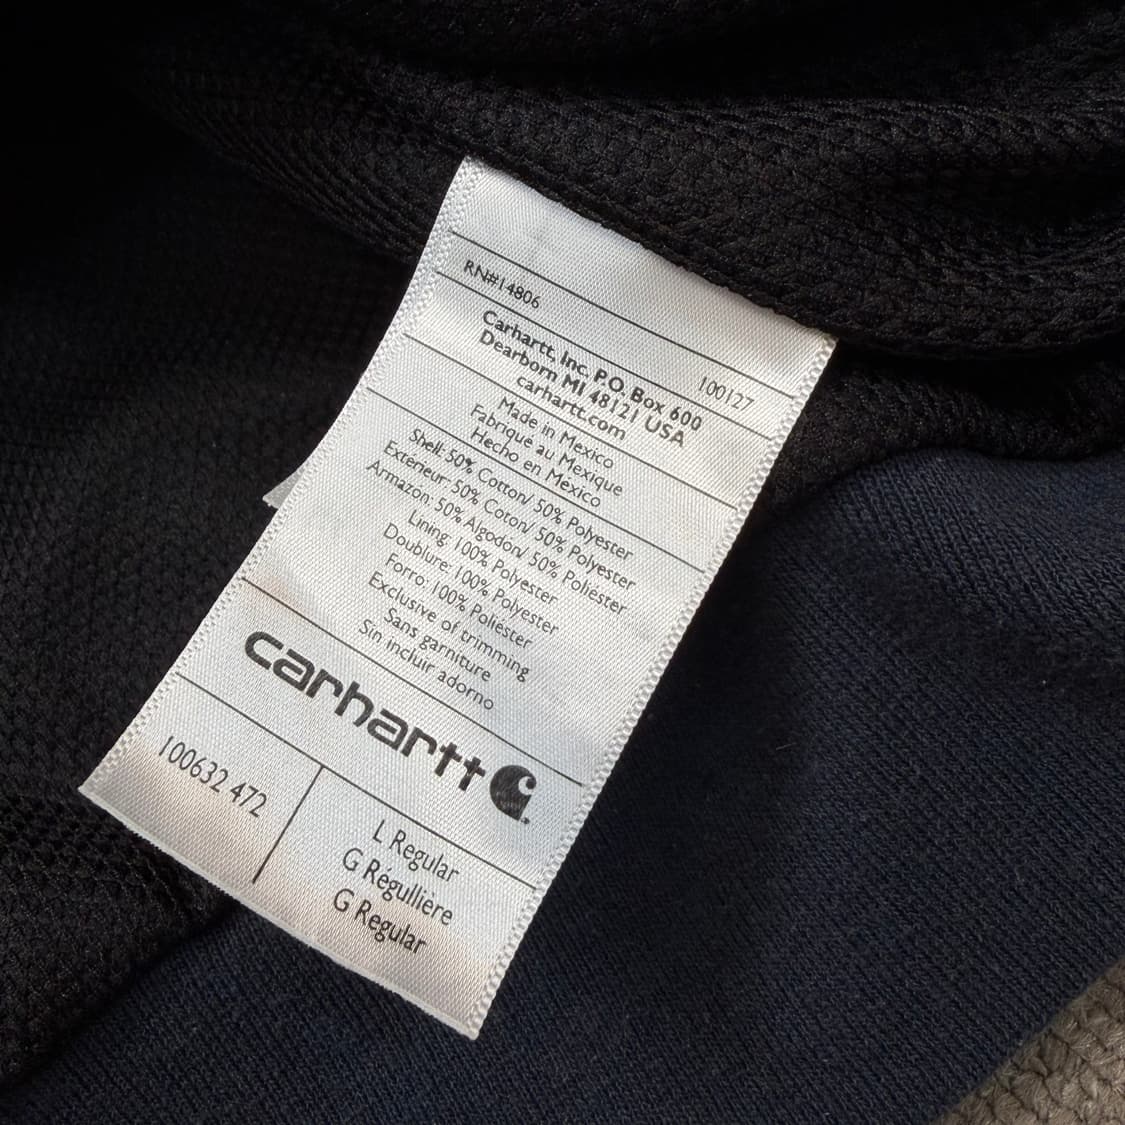 RN#14806
100127
Carhartt, Inc. P.O. Box 600
Dearborn MI 48121 USA
carhartt.com
Made in Mexico
Fabriqué au Mexique
Hecho en México
Shell: 50% Cotton/ 50% Polyester
Extérieur: 50% Coton/ 50% Polyester
Armazon: 50% Algodon/ 50% Poliester
Lining: 100% Polyester
Doublure: 100% Polyester
Forro: 100% Poliéster
Exclusive of trimming
Sans garniture
Sin incluir adorno
carhartt
100632 472
L Regular
G Régullière
G Regular